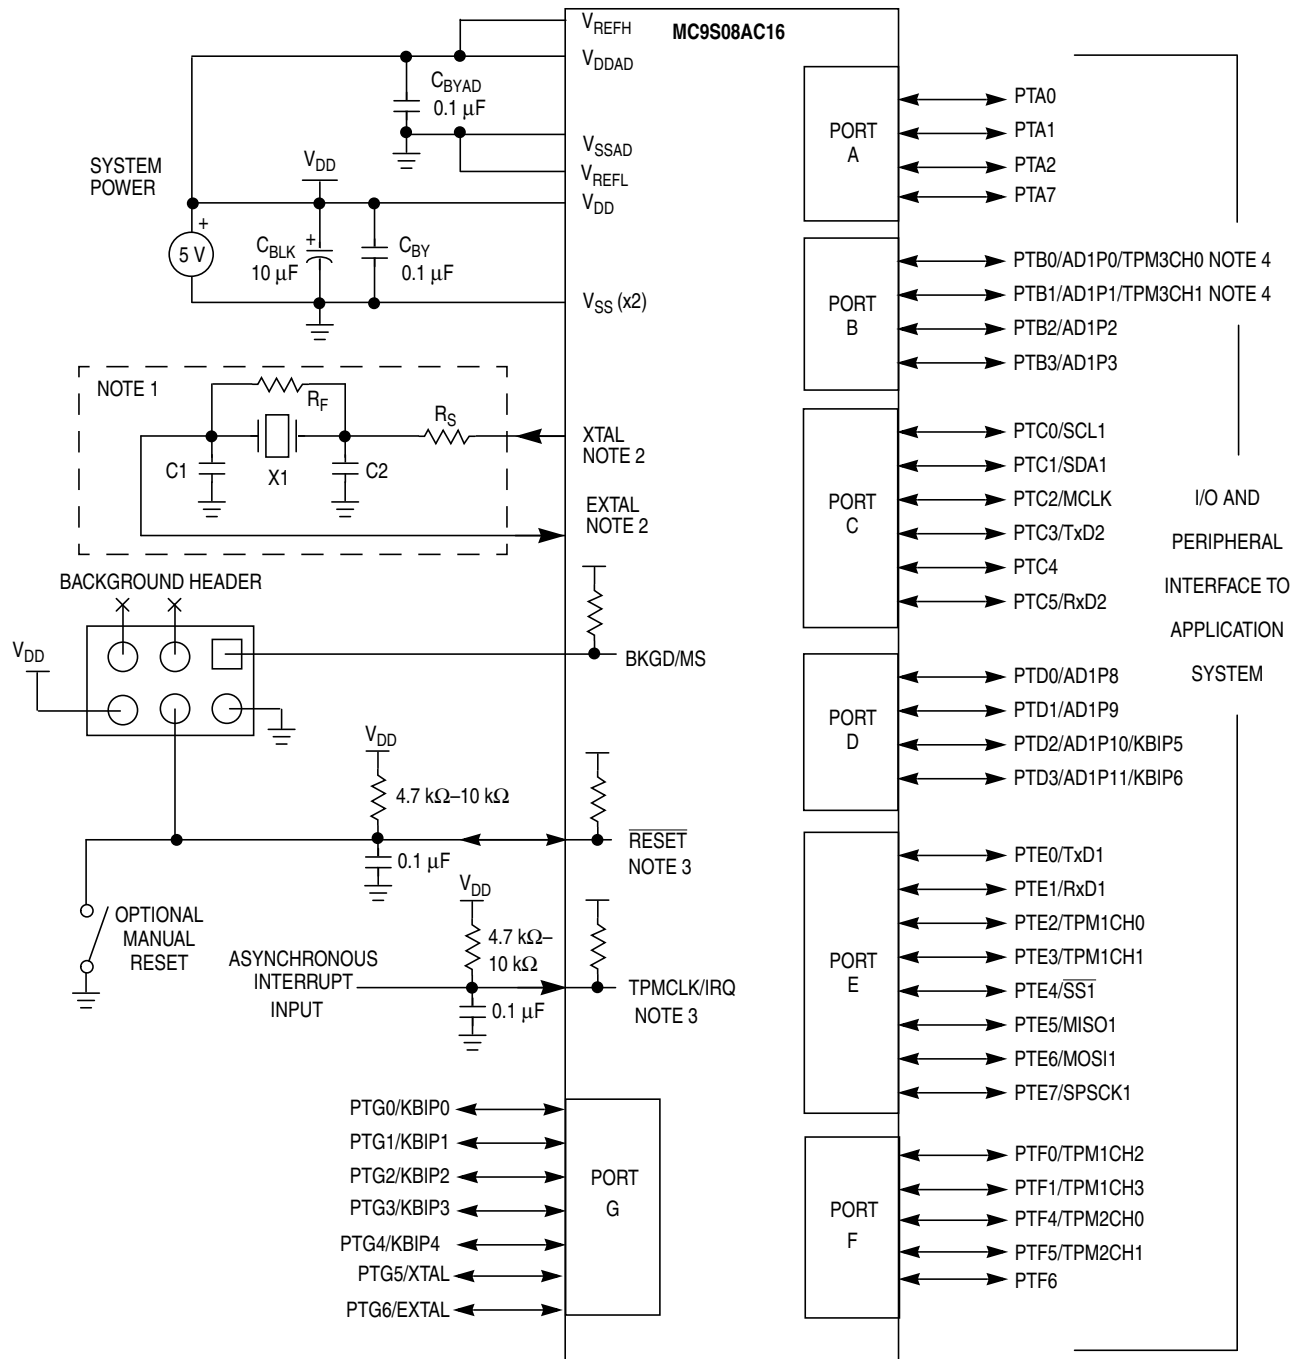 MC9S08AC16
VREFH
VDDAD
CBYAD
0.1 μF
VSSAD
VREFL
VDD
SYSTEM
POWER
VDD
+
5 V
CBLK
+
10 μF
CBY
0.1 μF
VSS (x2)
NOTE 1
RF
RS
C1
X1
C2
XTAL
NOTE 2
EXTAL
NOTE 2
BACKGROUND HEADER
VDD
BKGD/MS
VDD
4.7 kΩ–10 kΩ
0.1 μF
RESET
NOTE 3
OPTIONAL
MANUAL
RESET
VDD
4.7 kΩ–
10 kΩ
ASYNCHRONOUS
INTERRUPT
INPUT
0.1 μF
TPMCLK/IRQ
NOTE 3
PTG0/KBIP0
PTG1/KBIP1
PTG2/KBIP2
PTG3/KBIP3
PTG4/KBIP4
PTG5/XTAL
PTG6/EXTAL
PORT
G
PORT
A
PTA0
PTA1
PTA2
PTA7
PORT
B
PTB0/AD1P0/TPM3CH0 NOTE 4
PTB1/AD1P1/TPM3CH1 NOTE 4
PTB2/AD1P2
PTB3/AD1P3
PORT
C
PTC0/SCL1
PTC1/SDA1
PTC2/MCLK
PTC3/TxD2
PTC4
PTC5/RxD2
PORT
D
PTD0/AD1P8
PTD1/AD1P9
PTD2/AD1P10/KBIP5
PTD3/AD1P11/KBIP6
PORT
E
PTE0/TxD1
PTE1/RxD1
PTE2/TPM1CH0
PTE3/TPM1CH1
PTE4/SS1
PTE5/MISO1
PTE6/MOSI1
PTE7/SPSCK1
PORT
F
PTF0/TPM1CH2
PTF1/TPM1CH3
PTF4/TPM2CH0
PTF5/TPM2CH1
PTF6
I/O AND
PERIPHERAL
INTERFACE TO
APPLICATION
SYSTEM